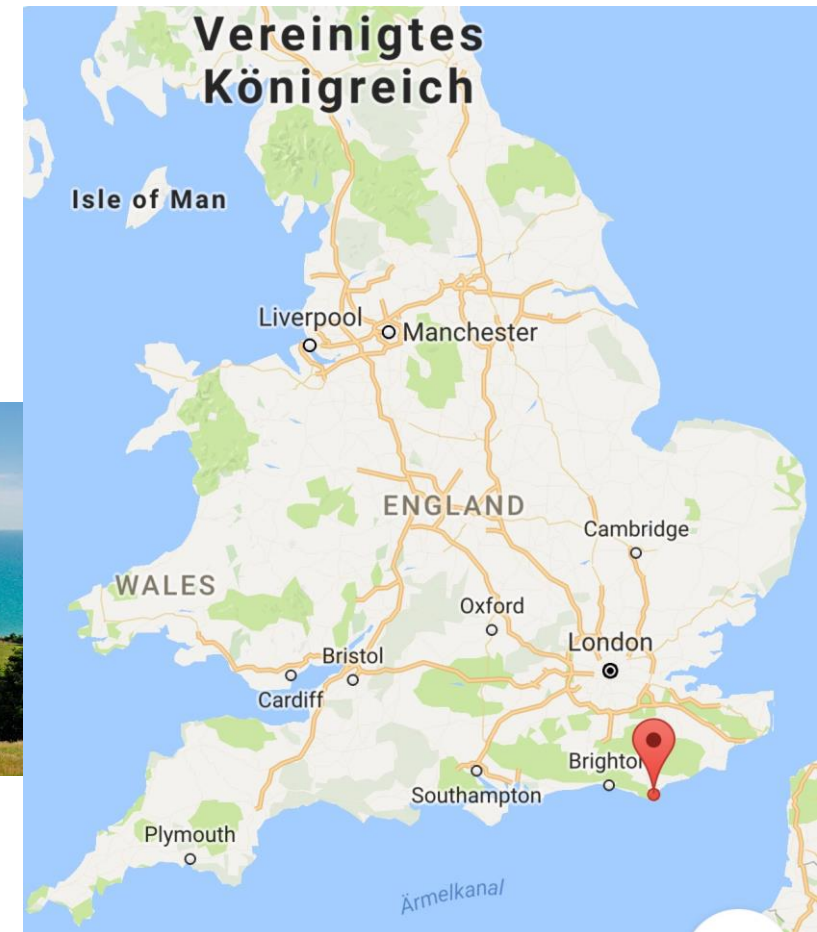 Vereinigtes
Königreich
Isle of Man
Liverpool
Manchester
ENGLAND
Cambridge
WALES
Oxford
London
Bristol
Cardiff
Brighton
Southampton
Plymouth
Ärmelkanal